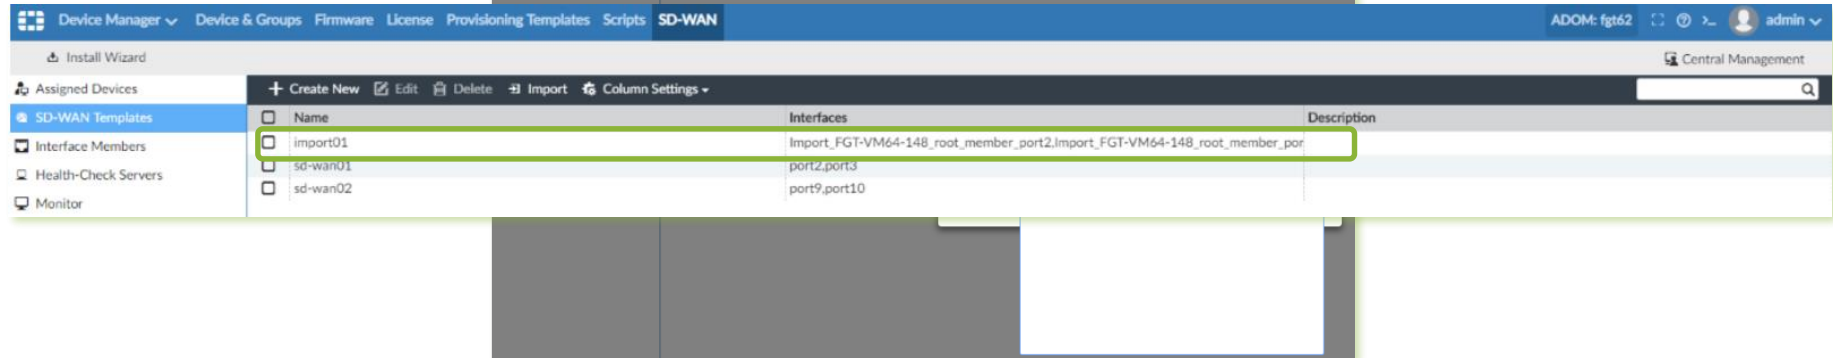 Device Manager Device & Groups Firmware License Provisioning Templates Scripts SD-WAN ADOM: fgt62 admin
Install Wizard Central Management
Assigned Devices
SD-WAN Templates
Interface Members
Health-Check Servers
Monitor
Create New Edit Delete Import Column Settings
Name Interfaces Description
import01 Import_FGT-VM64-148_root_member_port2,Import_FGT-VM64-148_root_member_por
sd-wan01 port2,port3
sd-wan02 port9,port10